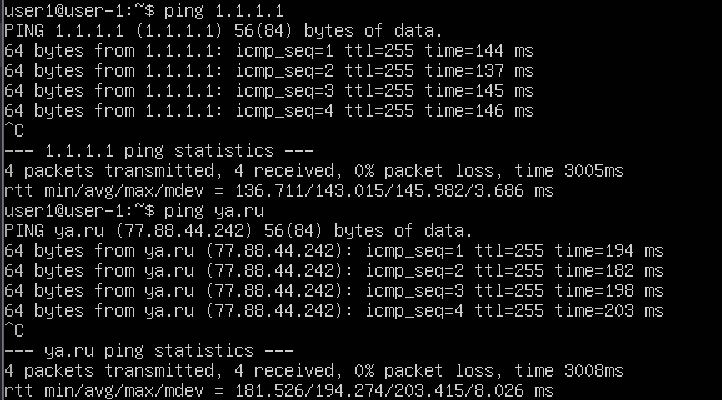 user1@user-1:~$ ping 1.1.1.1
PING 1.1.1.1 (1.1.1.1) 56(84) bytes of data.
64 bytes from 1.1.1.1: icmp_seq=1 ttl=255 time=144 ms
64 bytes from 1.1.1.1: icmp_seq=2 ttl=255 time=137 ms
64 bytes from 1.1.1.1: icmp_seq=3 ttl=255 time=145 ms
64 bytes from 1.1.1.1: icmp_seq=4 ttl=255 time=146 ms
^C
--- 1.1.1.1 ping statistics ---
4 packets transmitted, 4 received, 0% packet loss, time 3005ms
rtt min/avg/max/mdev = 136.711/143.015/145.982/3.686 ms
user1@user-1:~$ ping ya.ru
PING ya.ru (77.88.44.242) 56(84) bytes of data.
64 bytes from ya.ru (77.88.44.242): icmp_seq=1 ttl=255 time=194 ms
64 bytes from ya.ru (77.88.44.242): icmp_seq=2 ttl=255 time=182 ms
64 bytes from ya.ru (77.88.44.242): icmp_seq=3 ttl=255 time=198 ms
64 bytes from ya.ru (77.88.44.242): icmp_seq=4 ttl=255 time=203 ms
^C
--- ya.ru ping statistics ---
4 packets transmitted, 4 received, 0% packet loss, time 3008ms
rtt min/avg/max/mdev = 181.526/194.274/203.415/8.026 ms